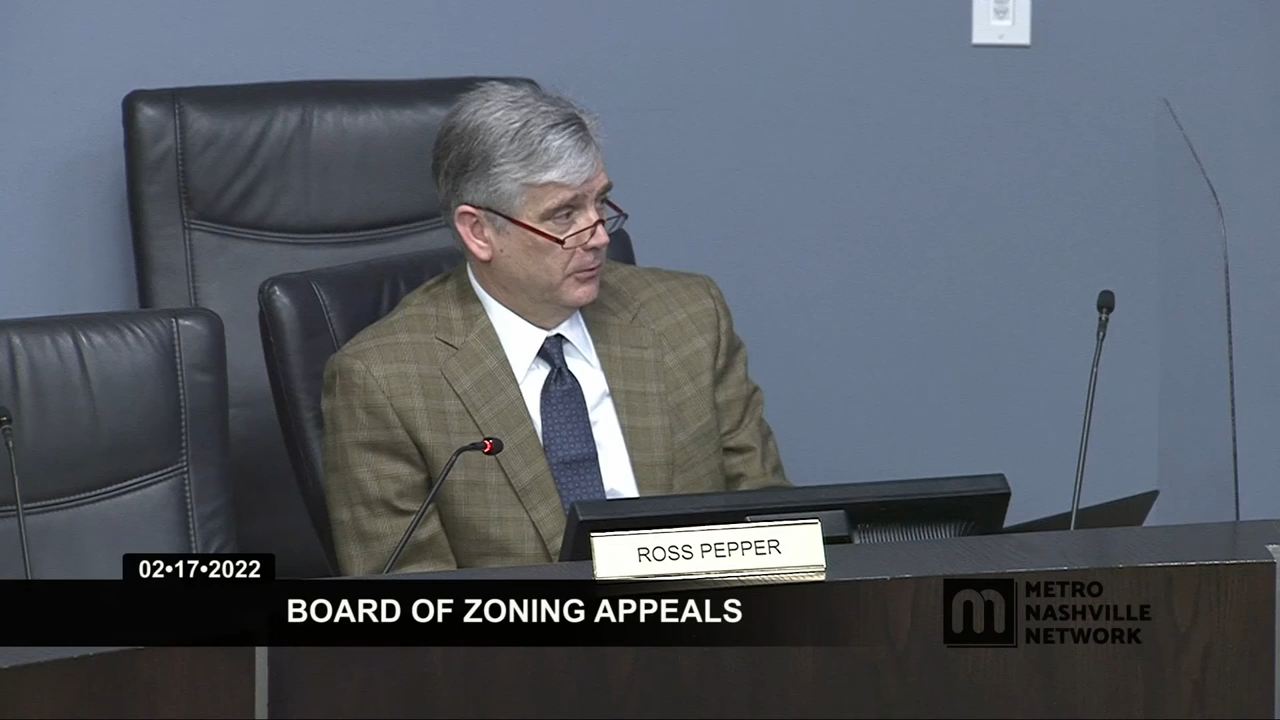 ROSS PEPPER
02•17•2022
BOARD OF ZONING APPEALS
METRO
NASHVILLE
NETWORK